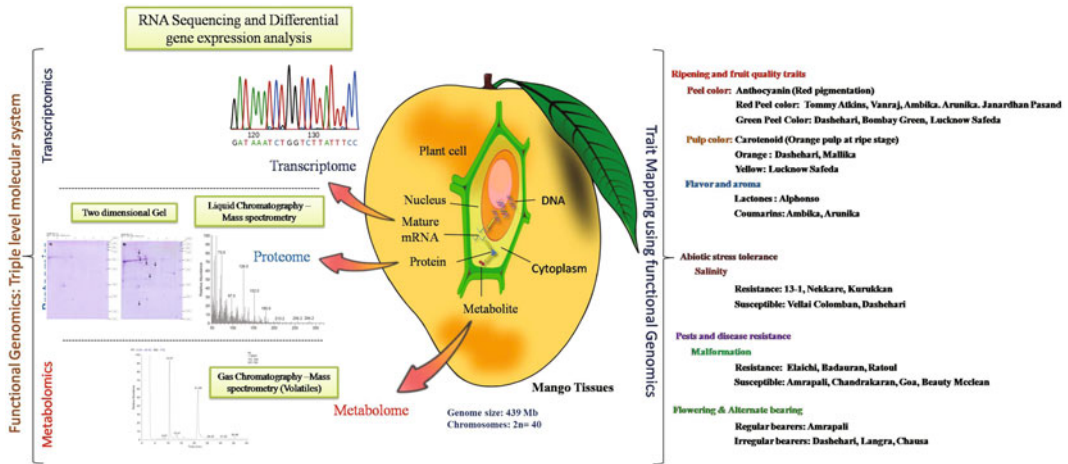 RNA Sequencing and Differential
gene expression analysis
Functional Genomics: Triple level molecular system
Transcriptomics
120 130
GATAAATCTGGTCTTATTTCC
Transcriptome
Two dimensional Gel
Liquid Chromatography –
Mass spectrometry
Proteome
Metabolomics
Gas Chromatography –Mass
spectrometry (Volatiles)
Metabolome
Plant cell
Nucleus
DNA
Mature
mRNA
Protein
Cytoplasm
Metabolite
Mango Tissues
Genome size: 439 Mb
Chromosomes: 2n= 40
Trait Mapping using functional Genomics
Ripening and fruit quality traits
Peel color: Anthocyanin (Red pigmentation)
Red Peel color: Tommy Atkins, Vanraj, Ambika. Arunika. Janardhan Pasand
Green Peel Color: Dashehari, Bombay Green, Lucknow Safeda
Pulp color: Carotenoid (Orange pulp at ripe stage)
Orange : Dashehari, Mallika
Yellow: Lucknow Safeda
Flavor and aroma
Lactones : Alphonso
Coumarins: Ambika, Arunika
Abiotic stress tolerance
Salinity
Resistance: 13-1, Nekkare, Kurukkan
Susceptible: Vellai Colomban, Dashehari
Pests and disease resistance
Malformation
Resistance: Elaichi, Badauran, Ratoul
Susceptible: Amrapali, Chandrakaran, Goa, Beauty Mcclean
Flowering & Alternate bearing
Regular bearers: Amrapali
Irregular bearers: Dashehari, Langra, Chausa